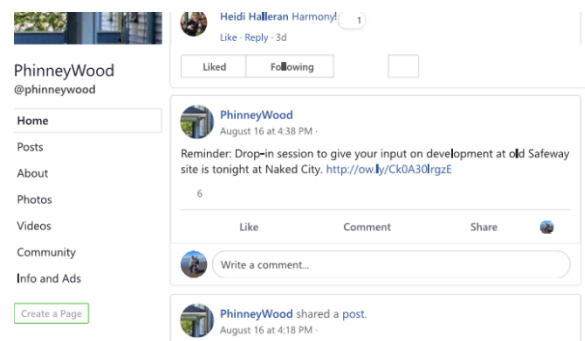 Heidi Halleran Harmony! 1
Like · Reply · 3d
Liked Following
PhinneyWood
@phinneywood
Home
Posts
About
Photos
Videos
Community
Info and Ads
Create a Page
PhinneyWood
August 16 at 4:38 PM ·
Reminder: Drop-in session to give your input on development at old Safeway
site is tonight at Naked City. http://ow.ly/Ck0A30lrgzE
6
Like Comment Share
Write a comment...
PhinneyWood shared a post.
August 16 at 4:18 PM ·